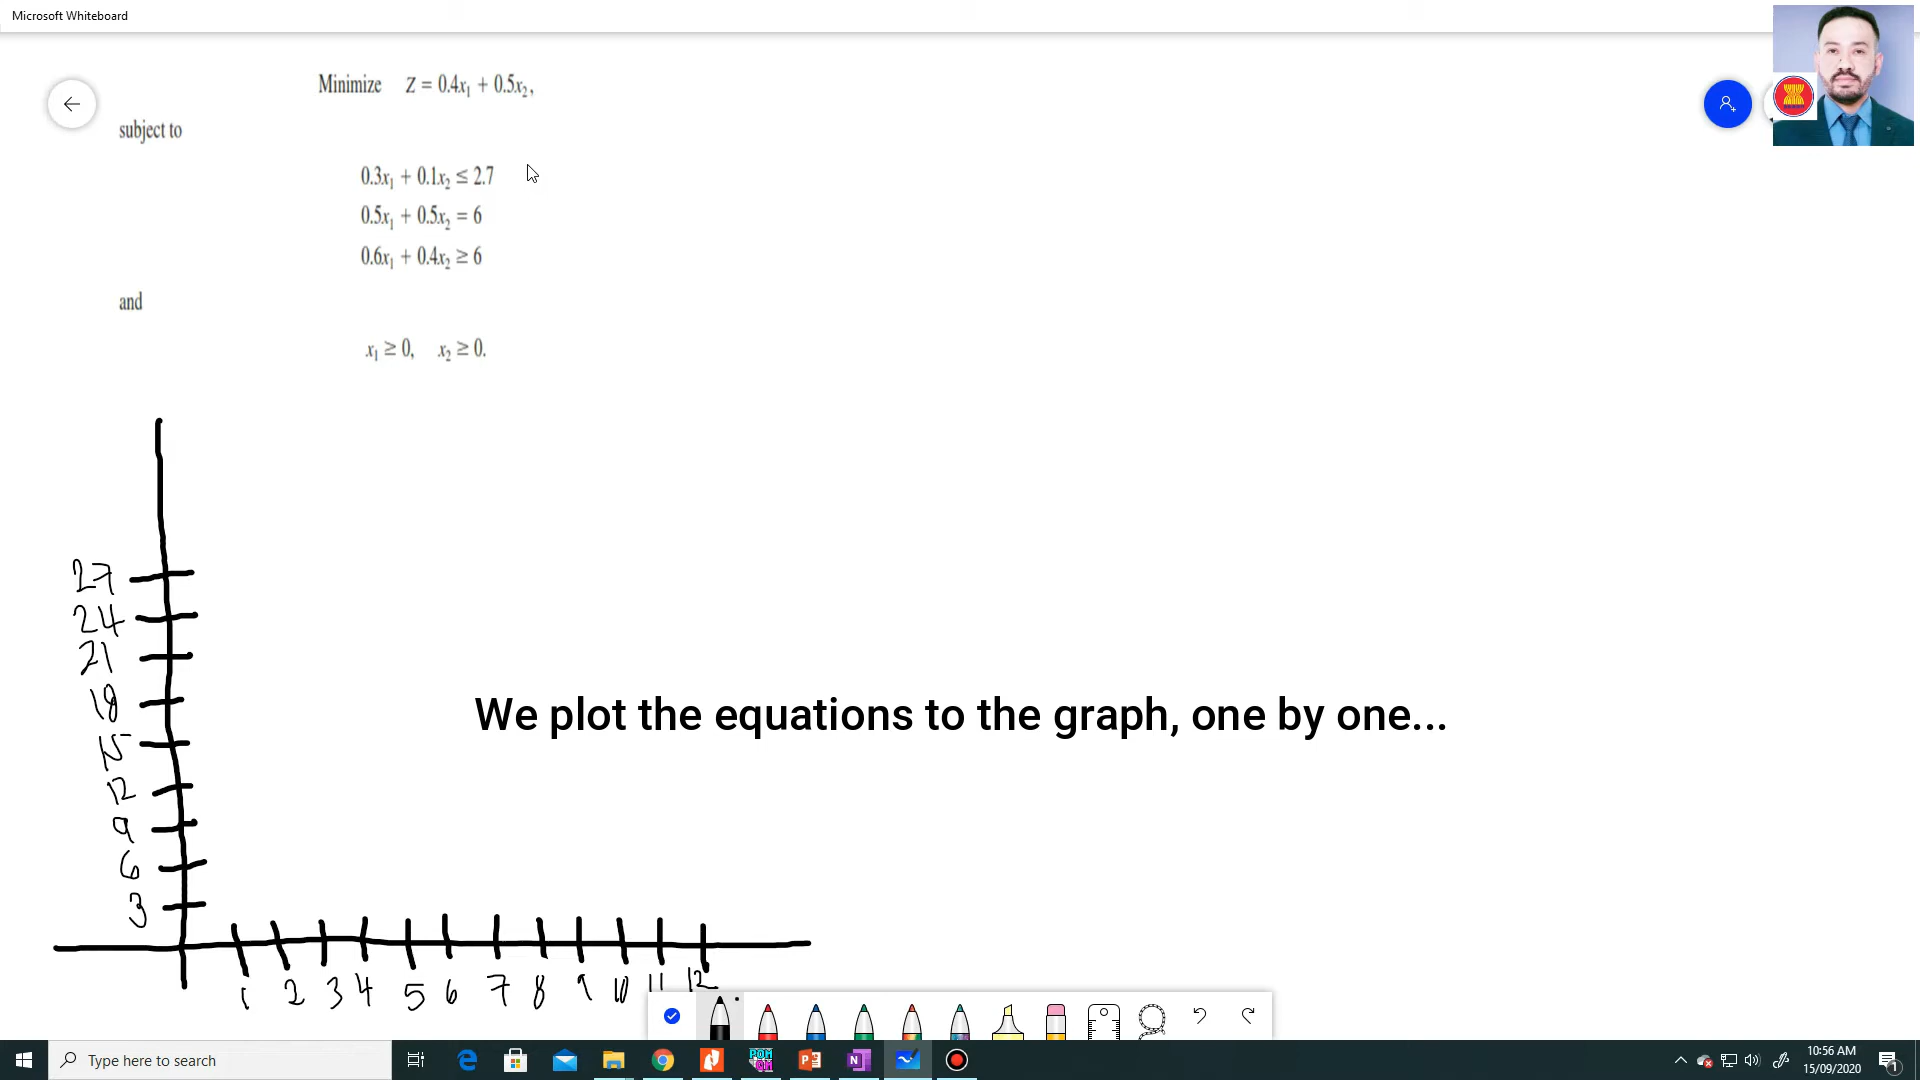 Microsoft Whiteboard
Minimize Z = 0.4x₁ + 0.5x₂,
subject to
0.3x₁ + 0.1x₂ ≤ 2.7
0.5x₁ + 0.5x₂ = 6
0.6x₁ + 0.4x₂ ≥ 6
and
x₁ ≥ 0, x₂ ≥ 0.
27
24
21
18
15
12
9
6
3
We plot the equations to the graph, one by one...
1 2 3 4 5 6 7 8 9 10 11 12
Type here to search
POM
QM
10:56 AM
15/09/2020
1